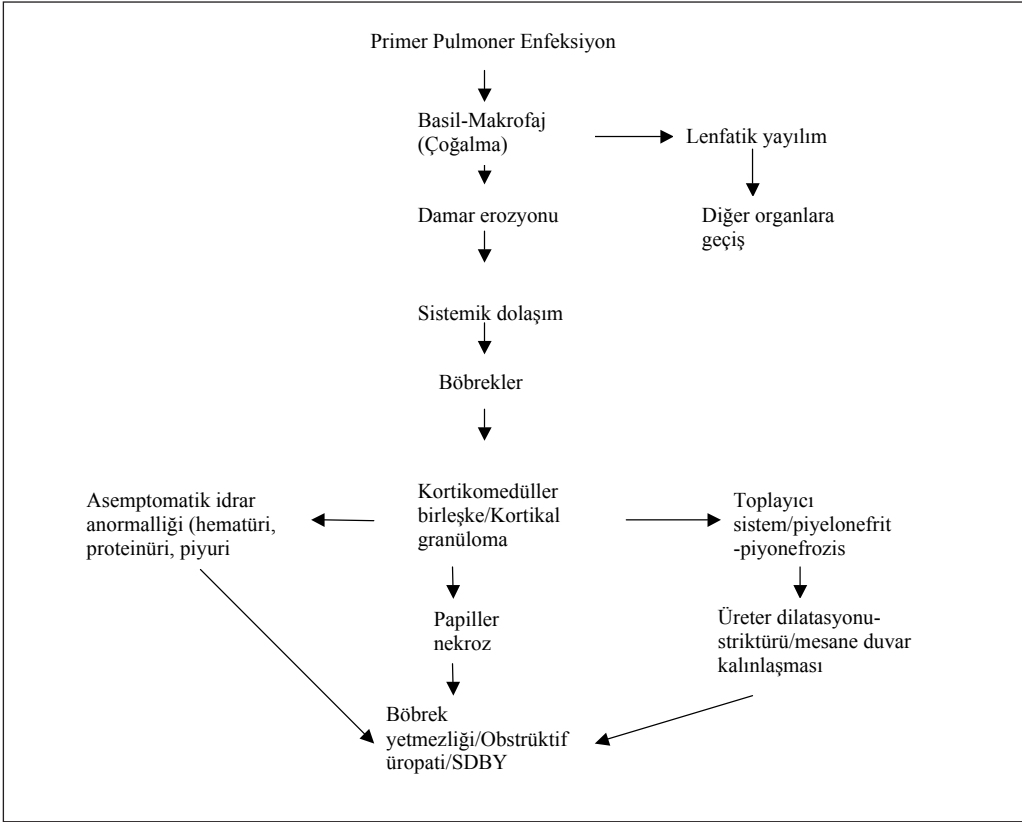 Primer Pulmoner Enfeksiyon
Basil-Makrofaj
(Çoğalma)
Lenfatik yayılım
Damar erozyonu
Diğer organlara
geçiş
Sistemik dolaşım
Böbrekler
Asemptomatik idrar
anormalliği (hematüri,
proteinüri, piyuri
Kortikomedüller
birleşke/Kortikal
granüloma
Toplayıcı
sistem/piyelonefrit
-piyonefrozis
Papiller
nekroz
Üreter dilatasyonu-
striktürü/mesane duvar
kalınlaşması
Böbrek
yetmezliği/Obstrüktif
üropati/SDBY